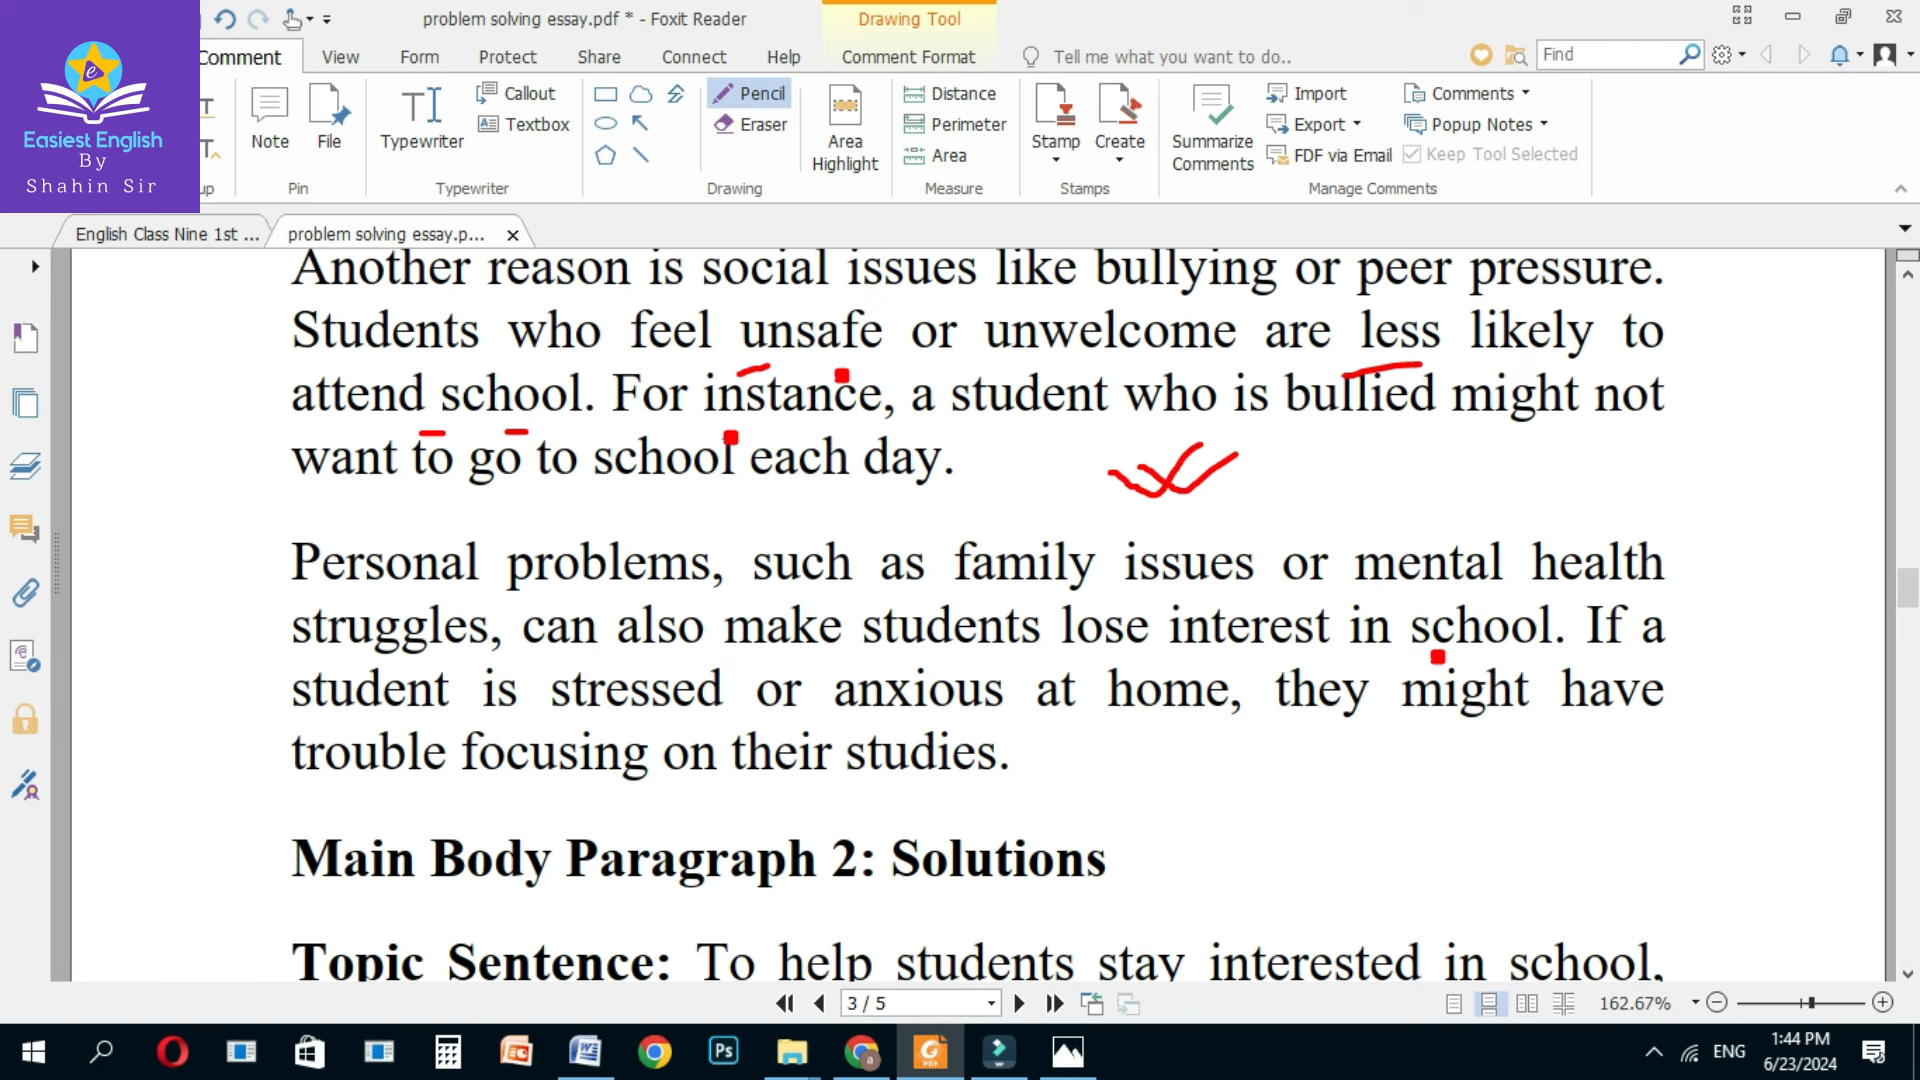 problem solving essay.pdf * - Foxit Reader
Drawing Tool
Comment
View
Form
Protect
Share
Connect
Help
Comment Format
Tell me what you want to do..
Find
Easiest English
By
Shahin Sir
Note
File
Pin
Typewriter
Callout
Textbox
Typewriter
Pencil
Eraser
Drawing
Area
Highlight
Distance
Perimeter
Area
Measure
Stamp
Create
Stamps
Summarize
Comments
Import
Export
FDF via Email
Comments
Popup Notes
Keep Tool Selected
Manage Comments
English Class Nine 1st ...
problem solving essay.p...
Another reason is social issues like bullying or peer pressure.
Students who feel unsafe or unwelcome are less likely to
attend school. For instance, a student who is bullied might not
want to go to school each day.
Personal problems, such as family issues or mental health
struggles, can also make students lose interest in school. If a
student is stressed or anxious at home, they might have
trouble focusing on their studies.
Main Body Paragraph 2: Solutions
Topic Sentence: To help students stay interested in school,
3 / 5
162.67%
Ps
ENG
1:44 PM
6/23/2024